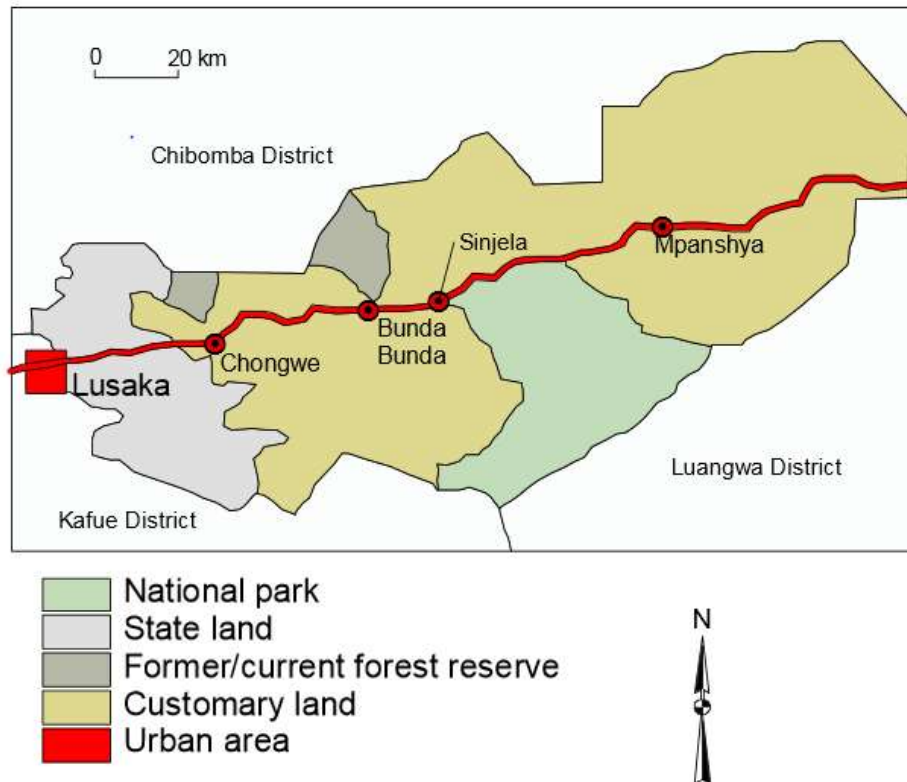 0 20 km
Chibomba District
Sinjela
Mpanshya
Bunda
Bunda
Chongwe
Lusaka
Luangwa District
Kafue District
National park
State land
Former/current forest reserve
Customary land
Urban area
N